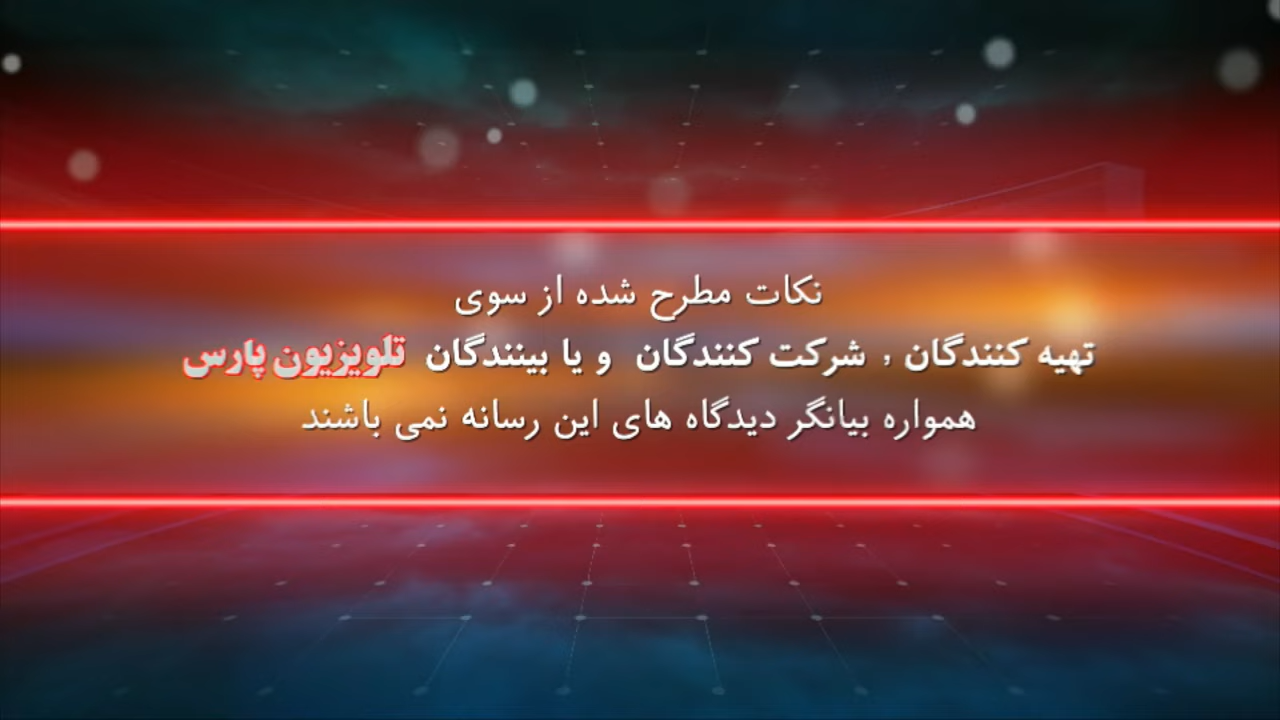 نکات مطرح شده از سوی
تهیه کنندگان , شرکت کنندگان و یا بینندگان تلویزیون پارس
همواره بیانگر دیدگاه های این رسانه نمی باشند